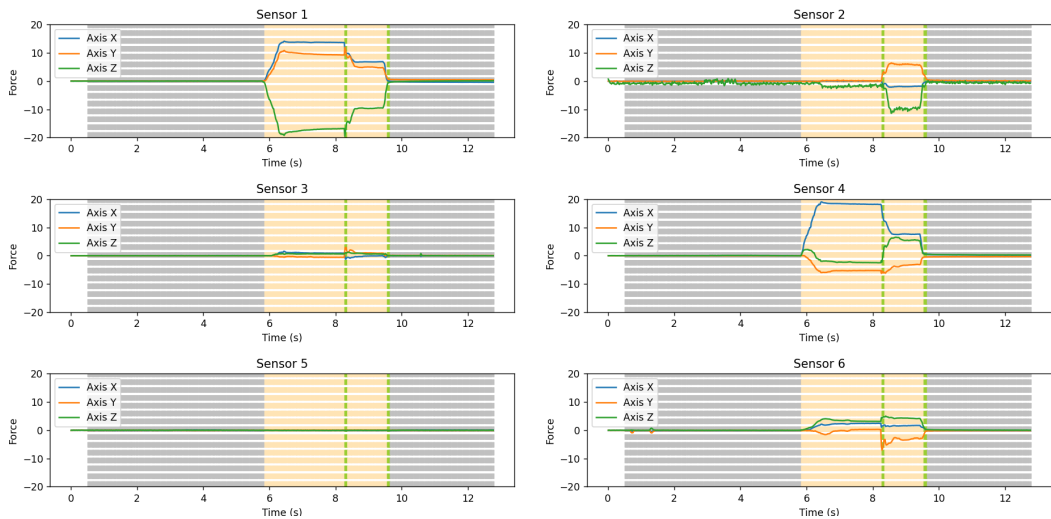 Sensor 1
20
10
0
−10
−20
Force
Axis X
Axis Y
Axis Z
0 2 4 6 8 10 12
Time (s)
Sensor 2
20
10
0
−10
−20
Force
Axis X
Axis Y
Axis Z
0 2 4 6 8 10 12
Time (s)
Sensor 3
20
10
0
−10
−20
Force
Axis X
Axis Y
Axis Z
0 2 4 6 8 10 12
Time (s)
Sensor 4
20
10
0
−10
−20
Force
Axis X
Axis Y
Axis Z
0 2 4 6 8 10 12
Time (s)
Sensor 5
20
10
0
−10
−20
Force
Axis X
Axis Y
Axis Z
0 2 4 6 8 10 12
Time (s)
Sensor 6
20
10
0
−10
−20
Force
Axis X
Axis Y
Axis Z
0 2 4 6 8 10 12
Time (s)